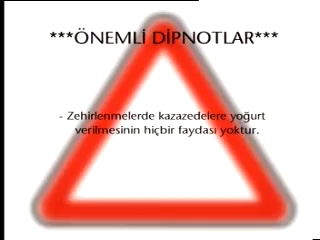 ***ÖNEMLİ DİPNOTLAR***
- Zehirlenmelerde kazazedelere yoğurt
verilmesinin hiçbir faydası yoktur.